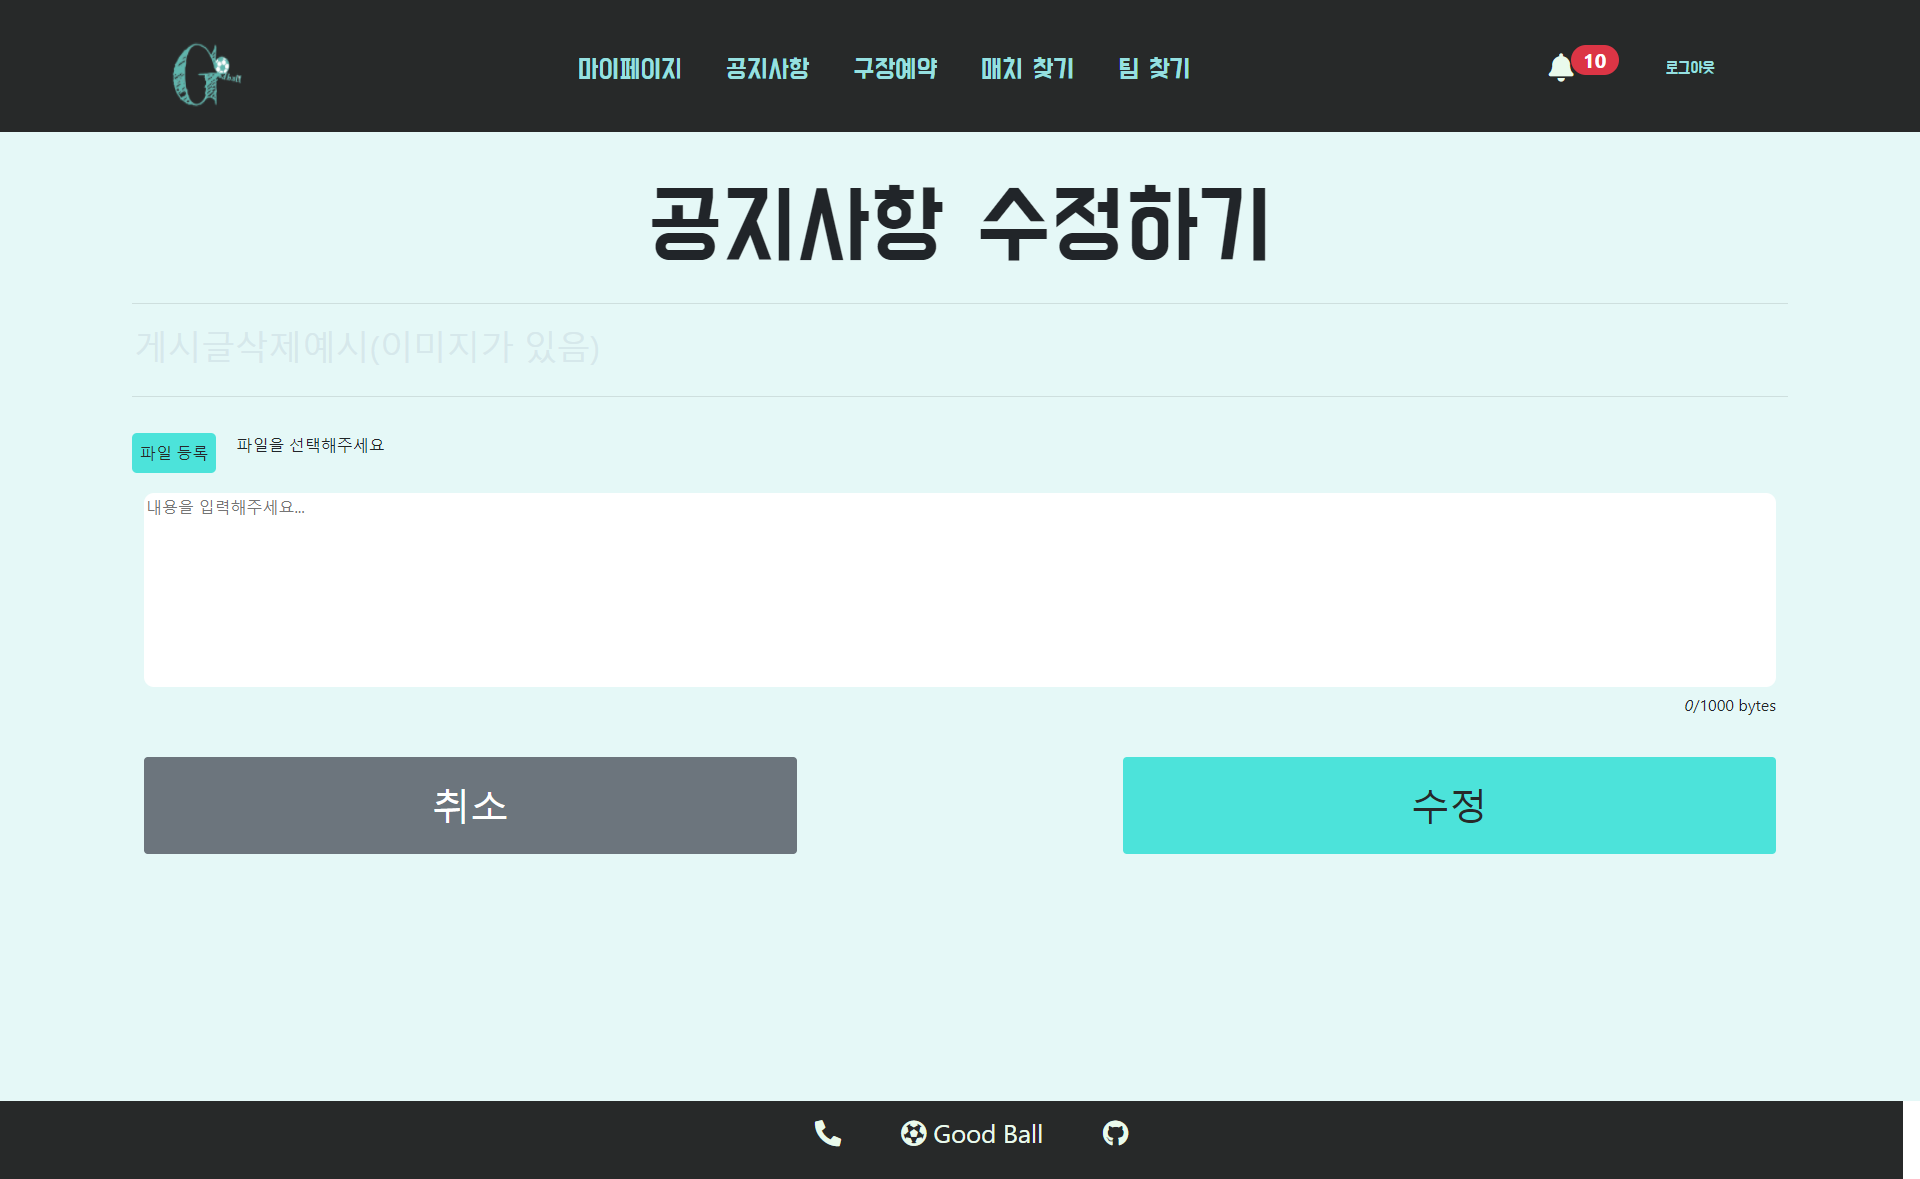 G
마이페이지 공지사항 구장예약 매치 찾기 팀 찾기
10
로그아웃
공지사항 수정하기
게시글삭제예시(이미지가 있음)
파일 등록 파일을 선택해주세요
내용을 입력해주세요...
0/1000 bytes
취소 수정
Good Ball